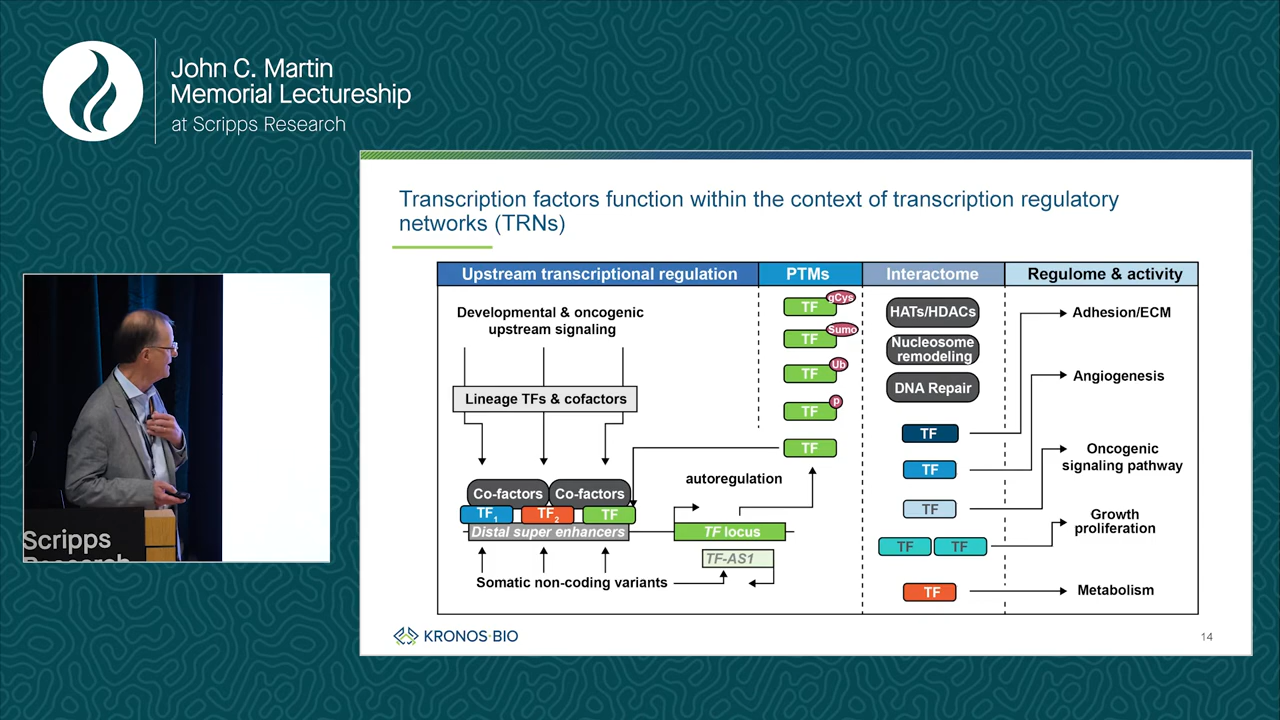 John C. Martin
Memorial Lectureship
at Scripps Research
Transcription factors function within the context of transcription regulatory
networks (TRNs)
Upstream transcriptional regulation
PTMs
Interactome
Regulome & activity
Developmental & oncogenic
upstream signaling
Lineage TFs & cofactors
Co-factors
Co-factors
TF1
TF2
TF
Distal super enhancers
Somatic non-coding variants
autoregulation
TF locus
TF-AS1
TF
gCys
TF
Sumo
TF
Ub
TF
p
TF
HATs/HDACs
Nucleosome
remodeling
DNA Repair
TF
TF
TF
TF
TF
TF
Adhesion/ECM
Angiogenesis
Oncogenic
signaling pathway
Growth
proliferation
Metabolism
KRONOS·BIO
14
Scripps
Research